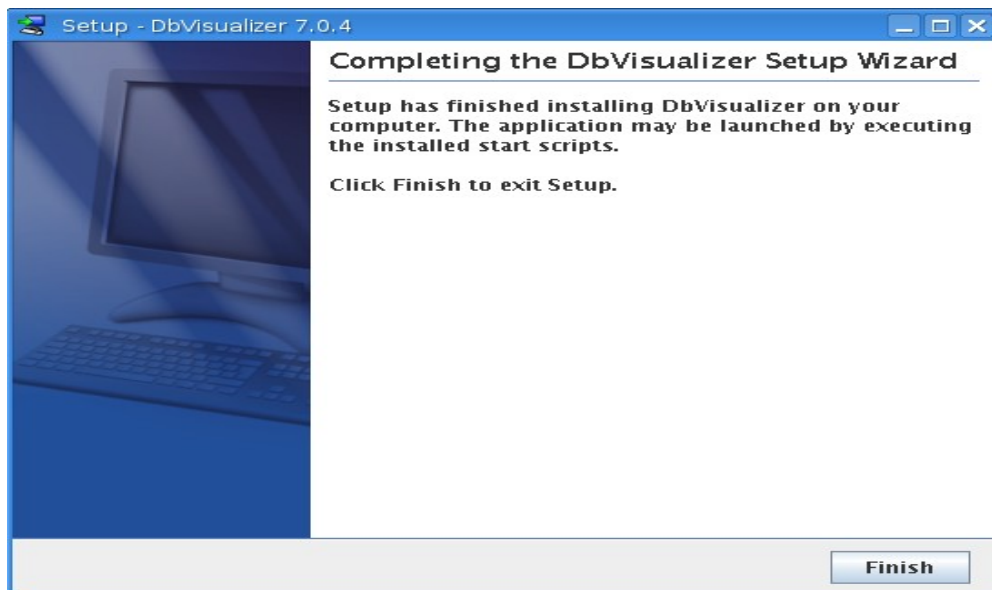 Setup - DbVisualizer 7.0.4
Completing the DbVisualizer Setup Wizard
Setup has finished installing DbVisualizer on your
computer. The application may be launched by executing
the installed start scripts.
Click Finish to exit Setup.
Finish